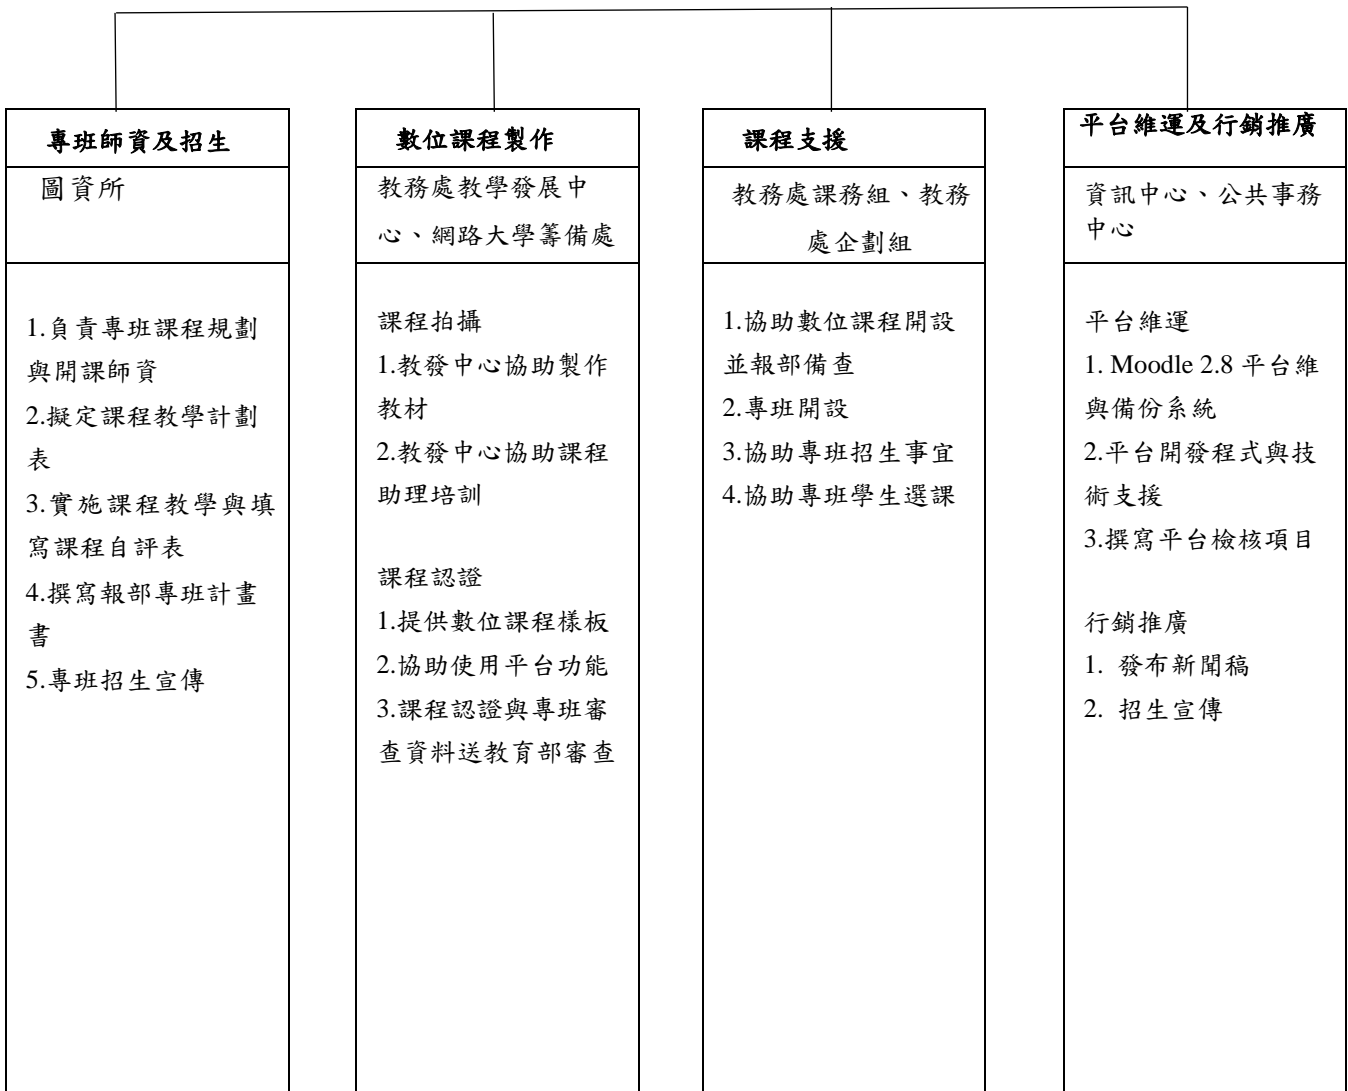 專班師資及招生
圖資所
1.負責專班課程規劃
與開課師資
2.擬定課程教學計劃
表
3.實施課程教學與填
寫課程自評表
4.撰寫報部專班計畫
書
5.專班招生宣傳
數位課程製作
教務處教學發展中
心、網路大學籌備處
課程拍攝
1.教發中心協助製作
教材
2.教發中心協助課程
助理培訓
課程認證
1.提供數位課程樣板
2.協助使用平台功能
3.課程認證與專班審
查資料送教育部審查
課程支援
教務處課務組、教務
處企劃組
1.協助數位課程開設
並報部備查
2.專班開設
3.協助專班招生事宜
4.協助專班學生選課
平台維運及行銷推廣
資訊中心、公共事務
中心
平台維運
1. Moodle 2.8 平台維
與備份系統
2.平台開發程式與技
術支援
3.撰寫平台檢核項目
行銷推廣
1. 發布新聞稿
2. 招生宣傳